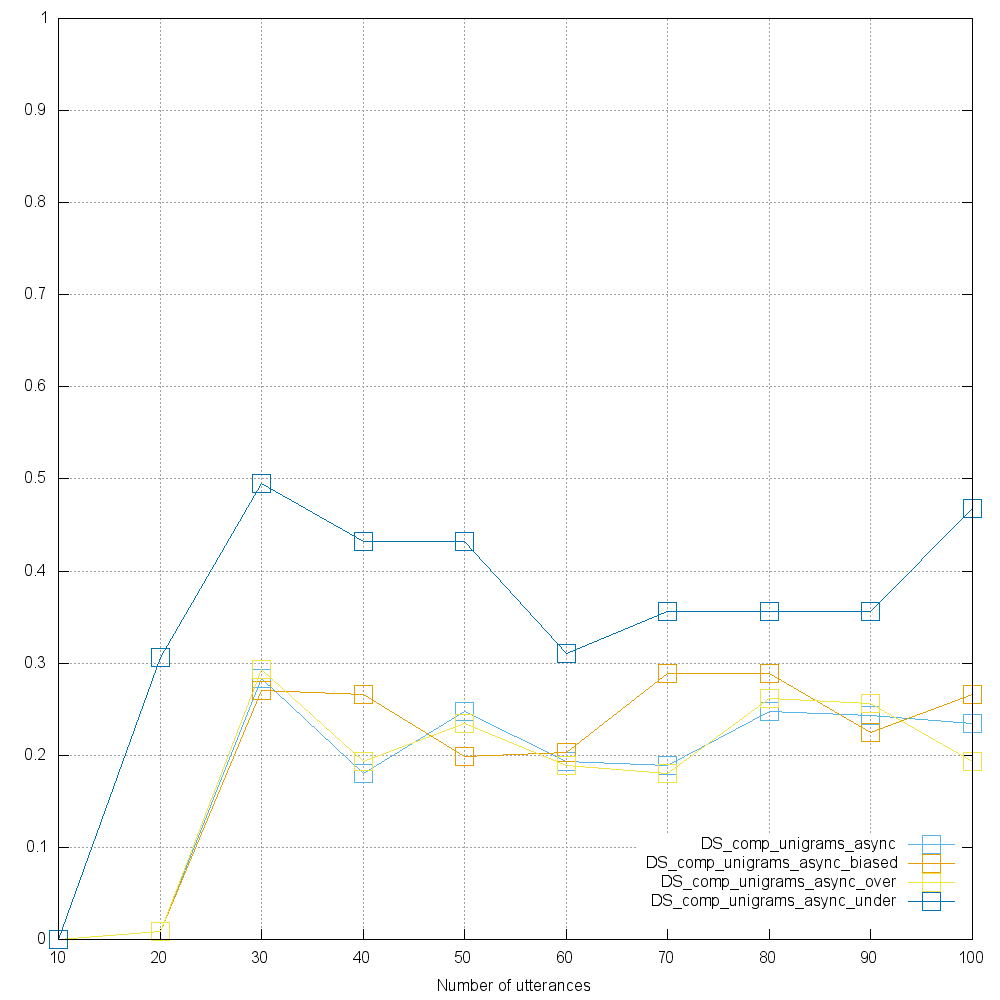 1
0.9
0.8
0.7
0.6
0.5
0.4
0.3
0.2
0.1
0
DS_comp_unigrams_async
DS_comp_unigrams_async_biased
DS_comp_unigrams_async_over
DS_comp_unigrams_async_under
10 20 30 40 50 60 70 80 90 100
Number of utterances